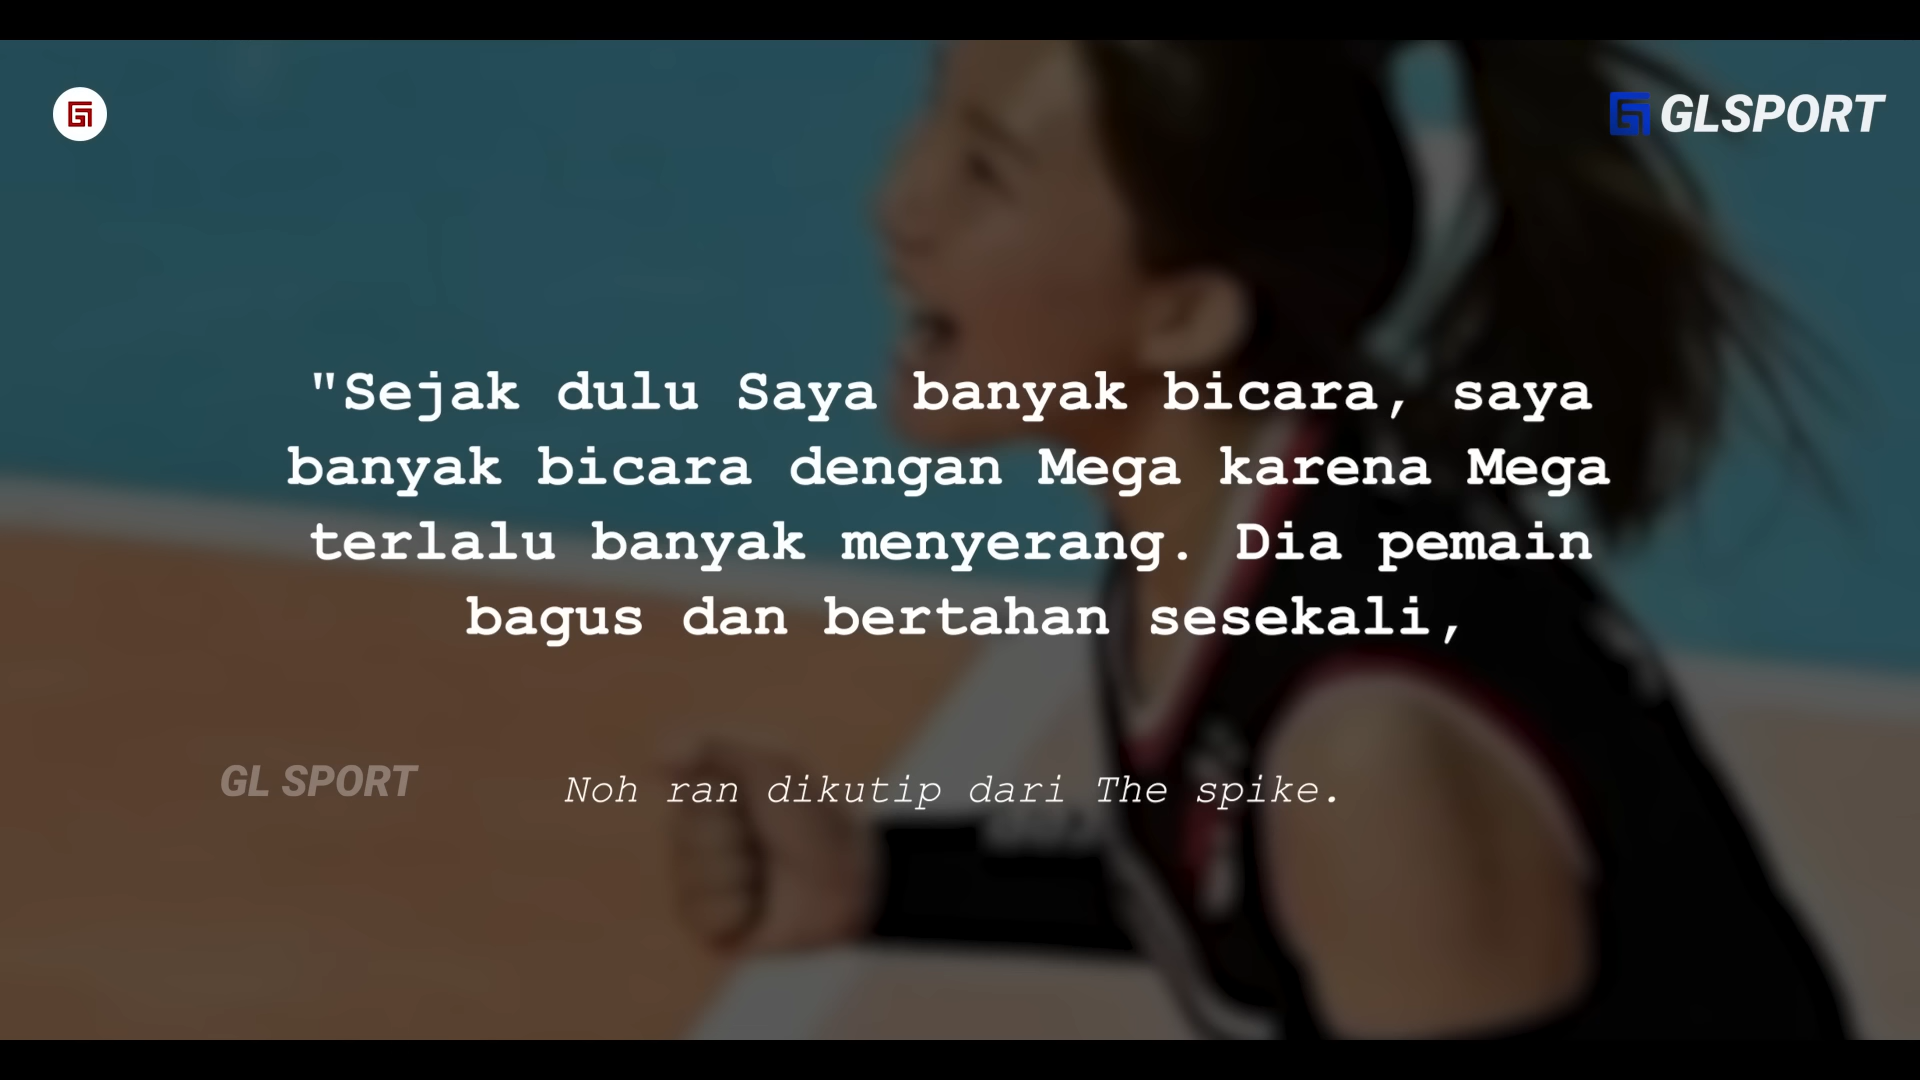 GLSPORT
"Sejak dulu Saya banyak bicara, saya
banyak bicara dengan Mega karena Mega
terlalu banyak menyerang. Dia pemain
bagus dan bertahan sesekali,
GL SPORT
Noh ran dikutip dari The spike.